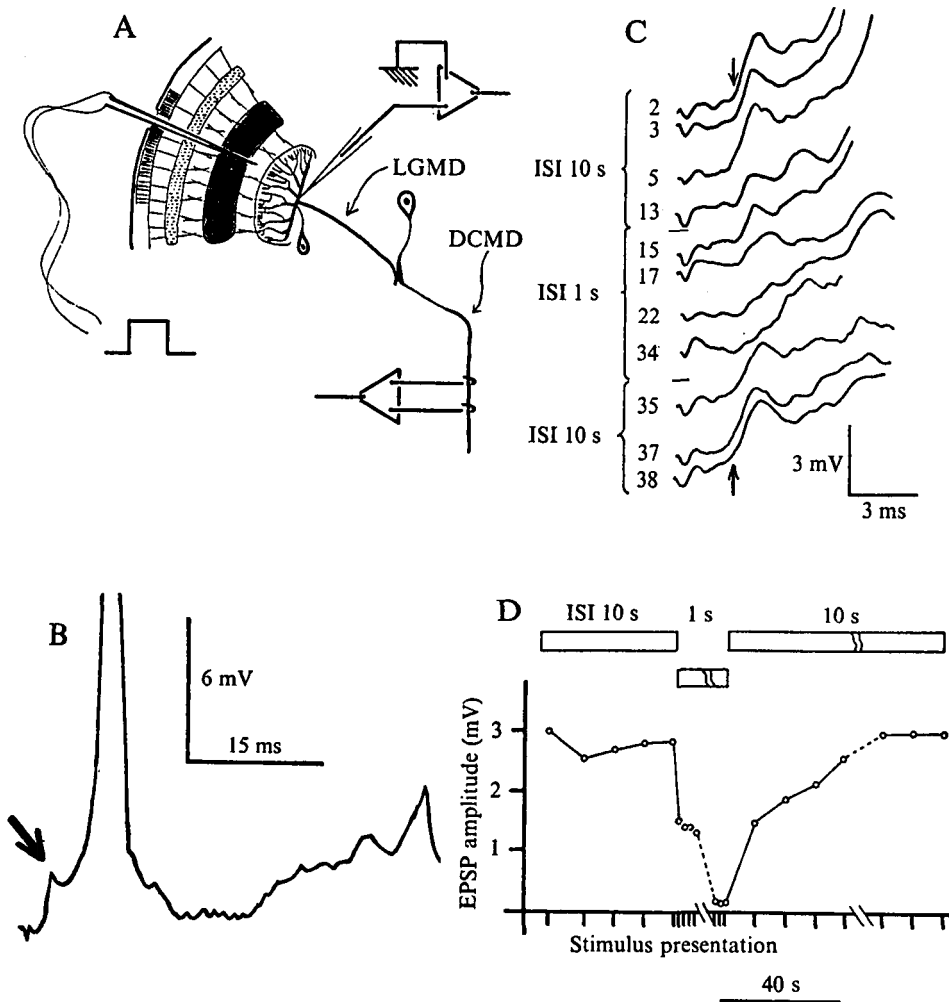 A
LGMD
DCMD
C
ISI 10 s
2
3
5
13
ISI 1 s
15
17
22
34
ISI 10 s
35
37
38
3 mV
3 ms
B
6 mV
15 ms
D
ISI 10 s
1 s
10 s
EPSP amplitude (mV)
3
2
1
0
Stimulus presentation
40 s